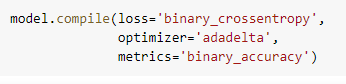 model.compile(loss='binary_crossentropy',
              optimizer='adadelta',
              metrics='binary_accuracy')